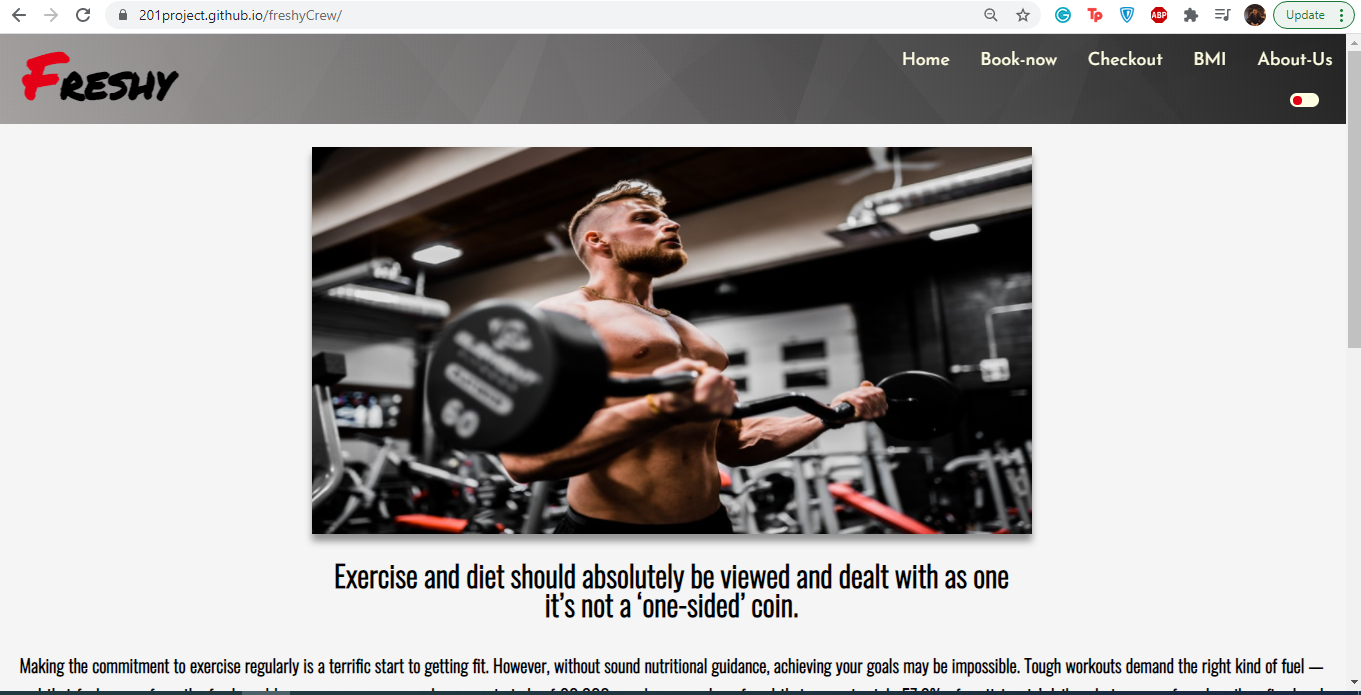 201project.github.io/freshyCrew/
Update
Freshy
Home Book-now Checkout BMI About-Us
60
Exercise and diet should absolutely be viewed and dealt with as one
it’s not a ‘one-sided’ coin.
Making the commitment to exercise regularly is a terrific start to getting fit. However, without sound nutritional guidance, achieving your goals may be impossible. Tough workouts demand the right kind of fuel —